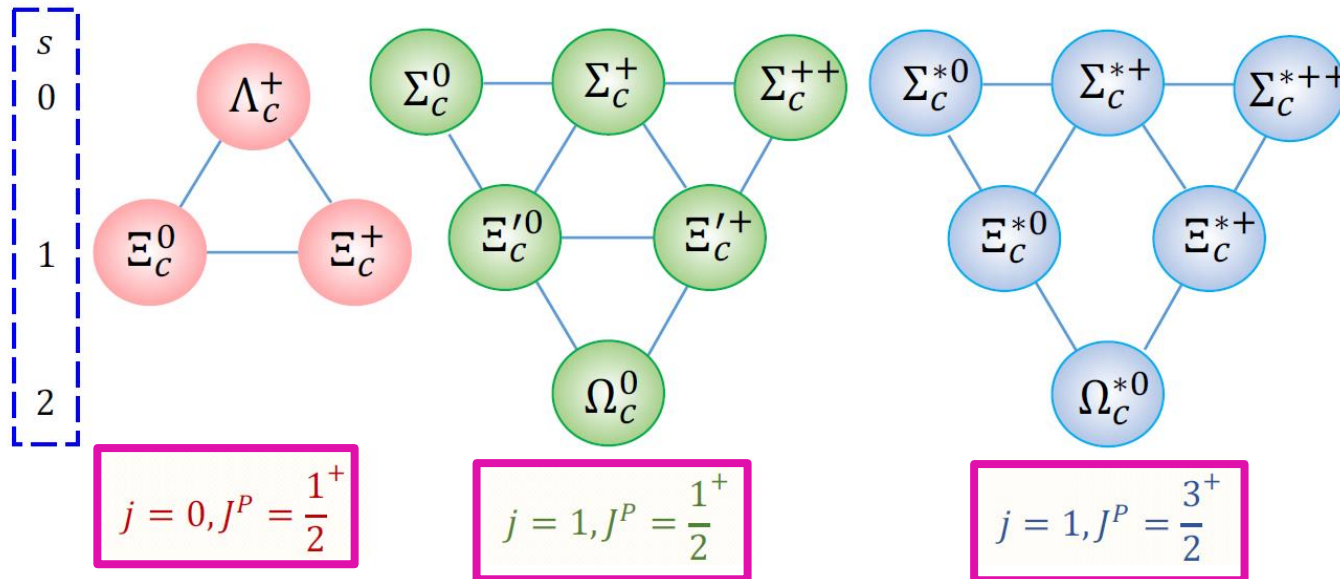 s
0
1
2
Λ_c^+
Ξ_c^0 Ξ_c^+
j = 0, J^P = 1/2^+
Σ_c^0 Σ_c^+ Σ_c^{++}
Ξ_c^{′0} Ξ_c^{′+}
Ω_c^0
j = 1, J^P = 1/2^+
Σ_c^{*0} Σ_c^{*+} Σ_c^{*++}
Ξ_c^{*0} Ξ_c^{*+}
Ω_c^{*0}
j = 1, J^P = 3/2^+